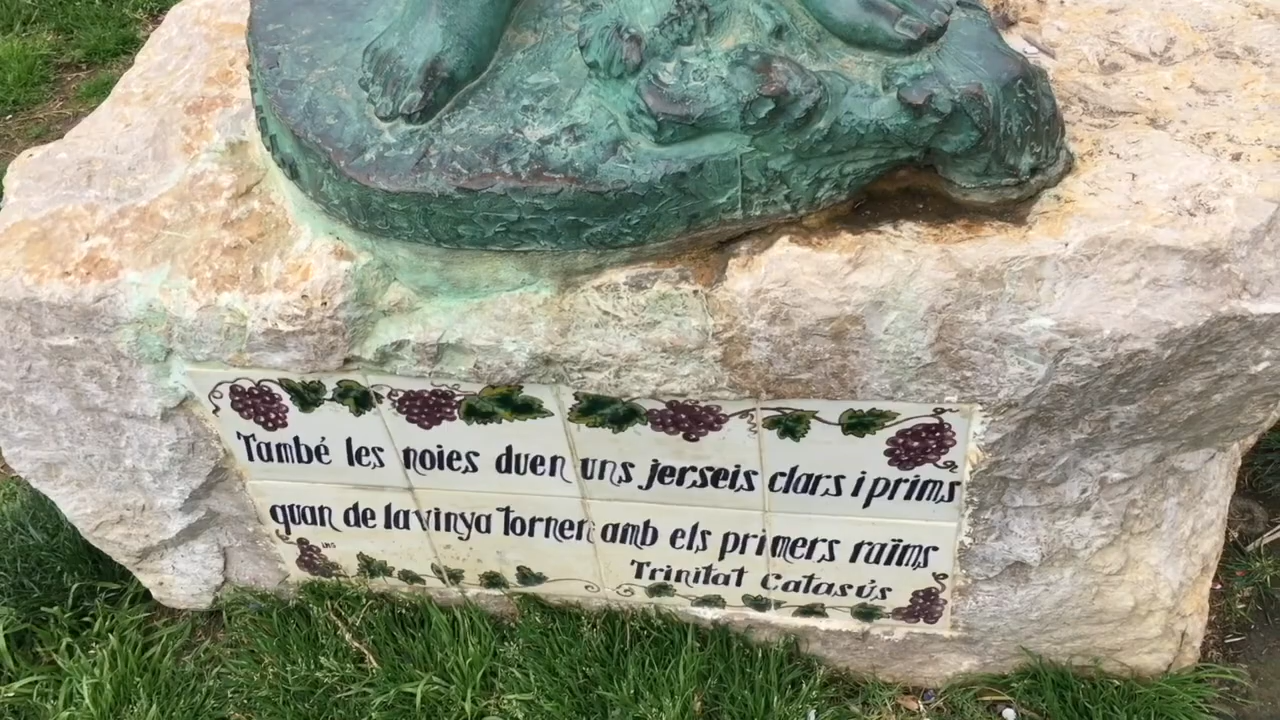 També les noies duen uns jerseis clars i prims
quan de la vinya tornen amb els primers raïms
Trinitat Catasús